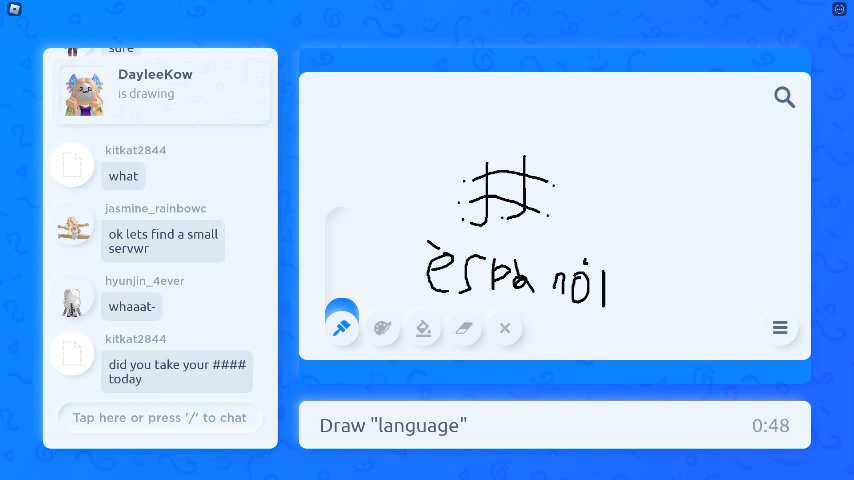 sure
DayleeKow
is drawing
kitkat2844
what
jasmine_rainbowc
ok lets find a small
servwr
hyunjin_4ever
whaaat-
kitkat2844
did you take your ####
today
Tap here or press '/' to chat
èspanȯl
Draw "language"
0:48